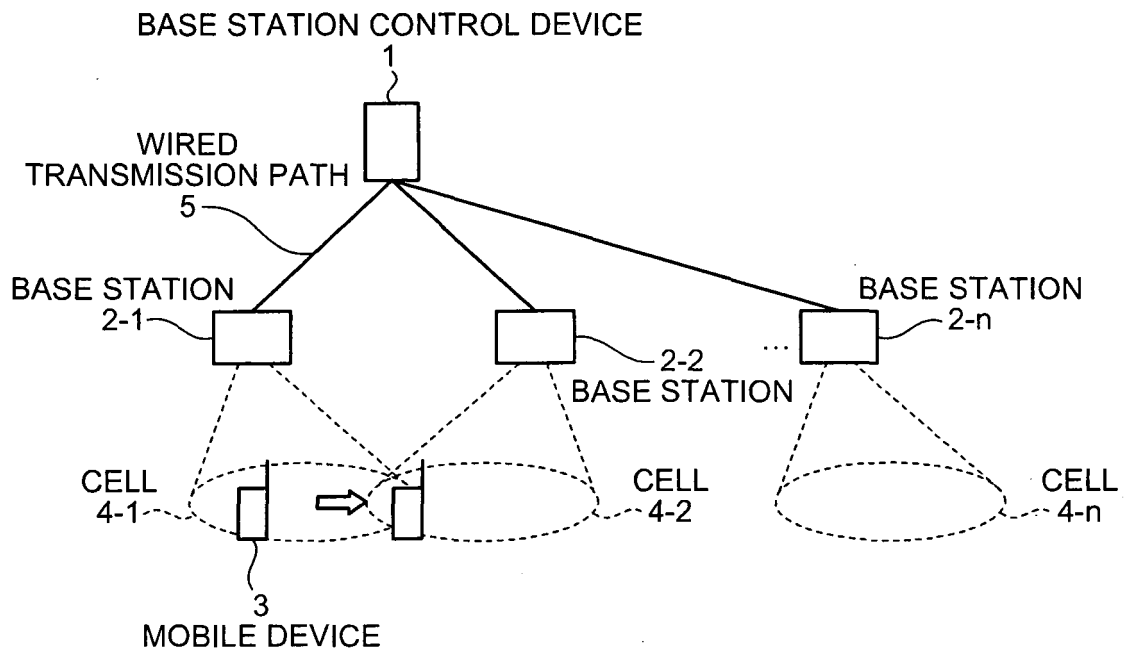 BASE STATION CONTROL DEVICE
1
WIRED
TRANSMISSION PATH
5
BASE STATION
2-1
2-2
BASE STATION
...
BASE STATION
2-n
CELL
4-1
CELL
4-2
CELL
4-n
3
MOBILE DEVICE